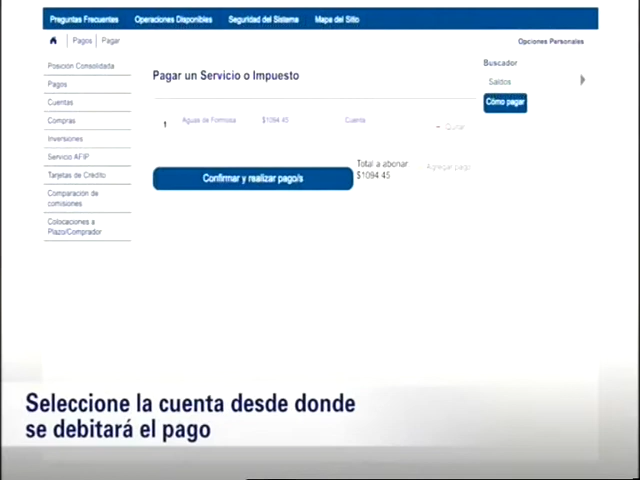 Preguntas Frecuentes Operaciones Disponibles Seguridad del Sistema Mapa del Sitio
Pagos Pagar
Opciones Personales
Posición Consolidada
Pagos
Cuentas
Compras
Inversiones
Servicio AFIP
Tarjetas de Crédito
Comparación de
comisiones
Colocaciones a
Plazo/Comprador
Pagar un Servicio o Impuesto
1 Aguas de Formosa $1094.45 Cuenta - Quitar
Total a abonar
$1094.45
Agregar pago
Confirmar y realizar pago/s
Buscador
Saldos
Cómo pagar
Seleccione la cuenta desde donde
se debitará el pago